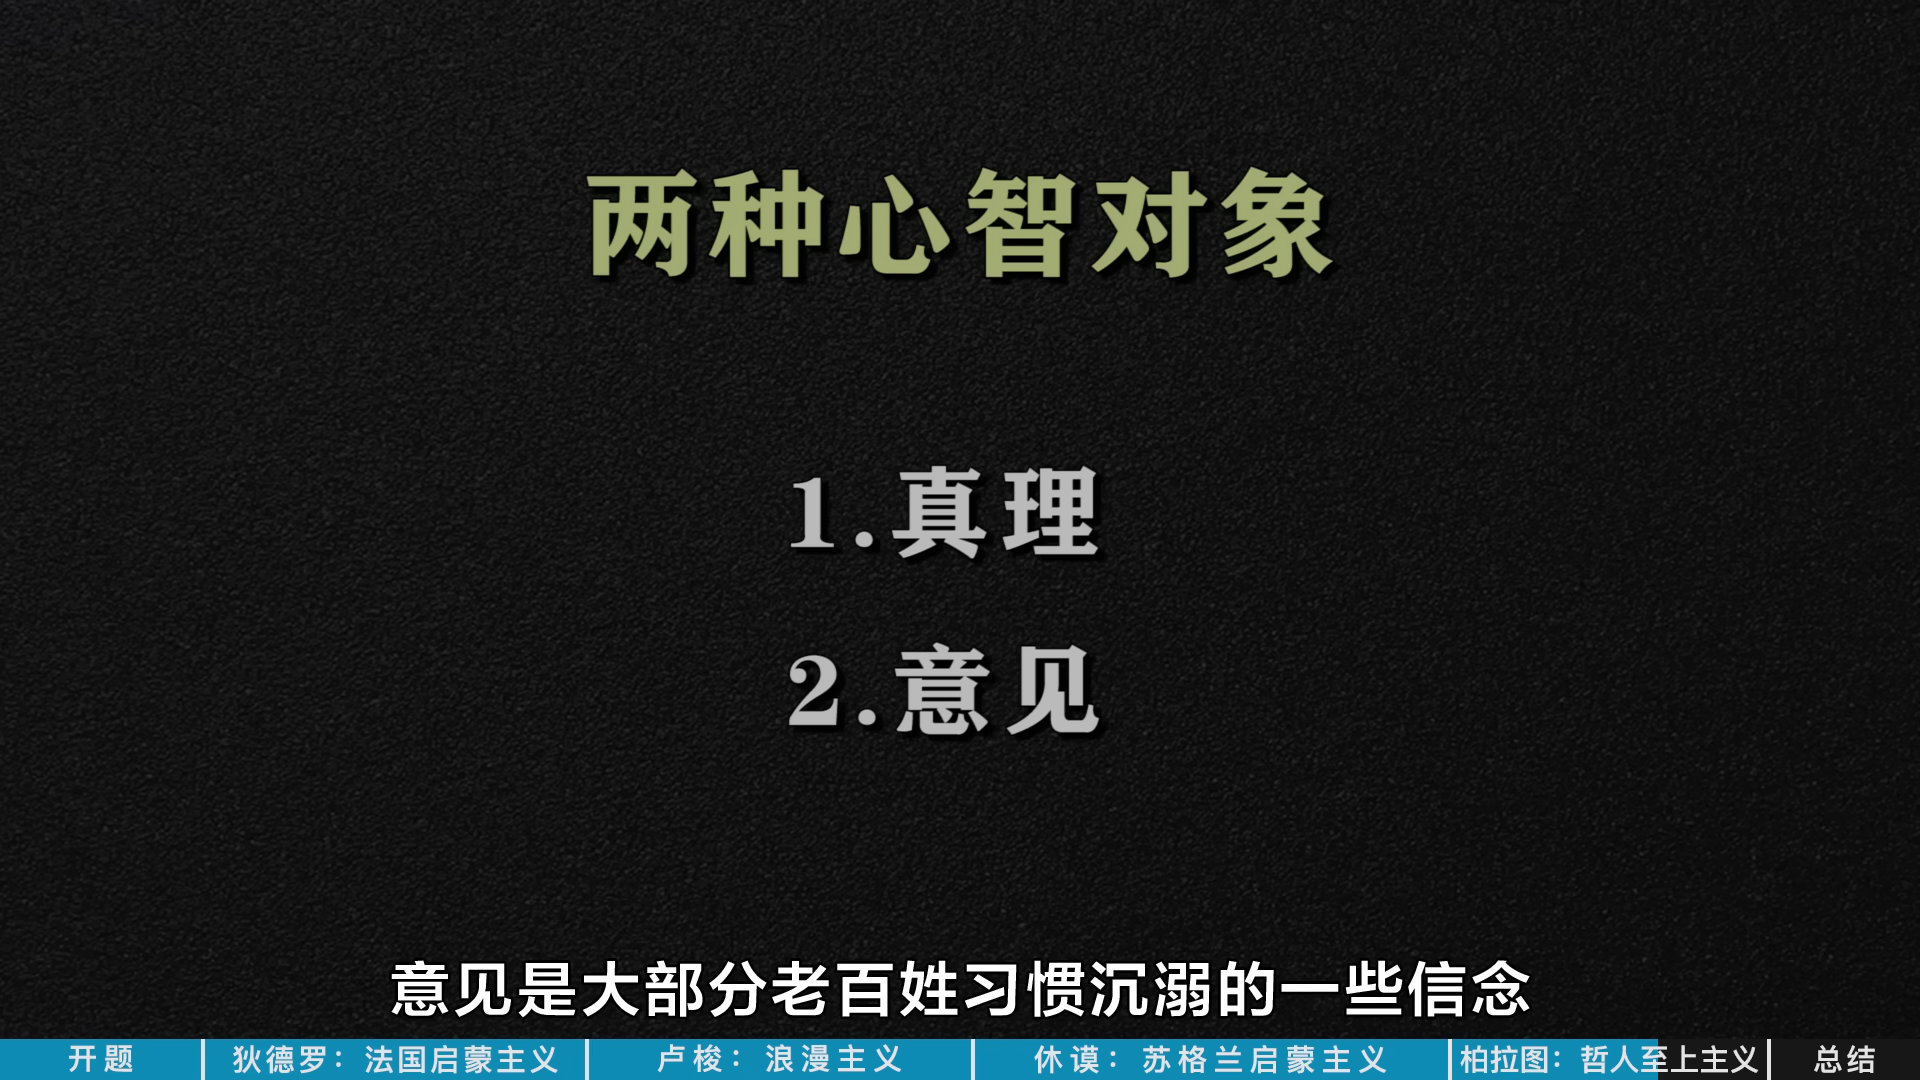 两种心智对象
1.真理
2.意见
意见是大部分老百姓习惯沉溺的一些信念
开题 狄德罗：法国启蒙主义 卢梭：浪漫主义 休谟：苏格兰启蒙主义 柏拉图：哲人至上主义 总结